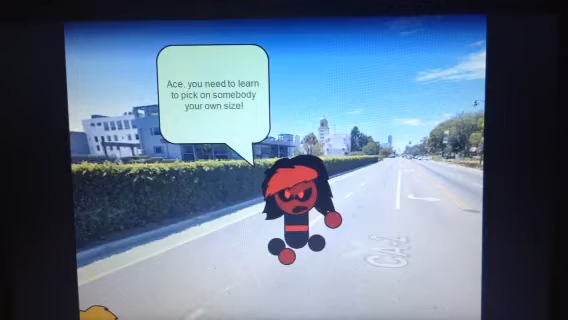 Ace, you need to learn
to pick on somebody
your own size!